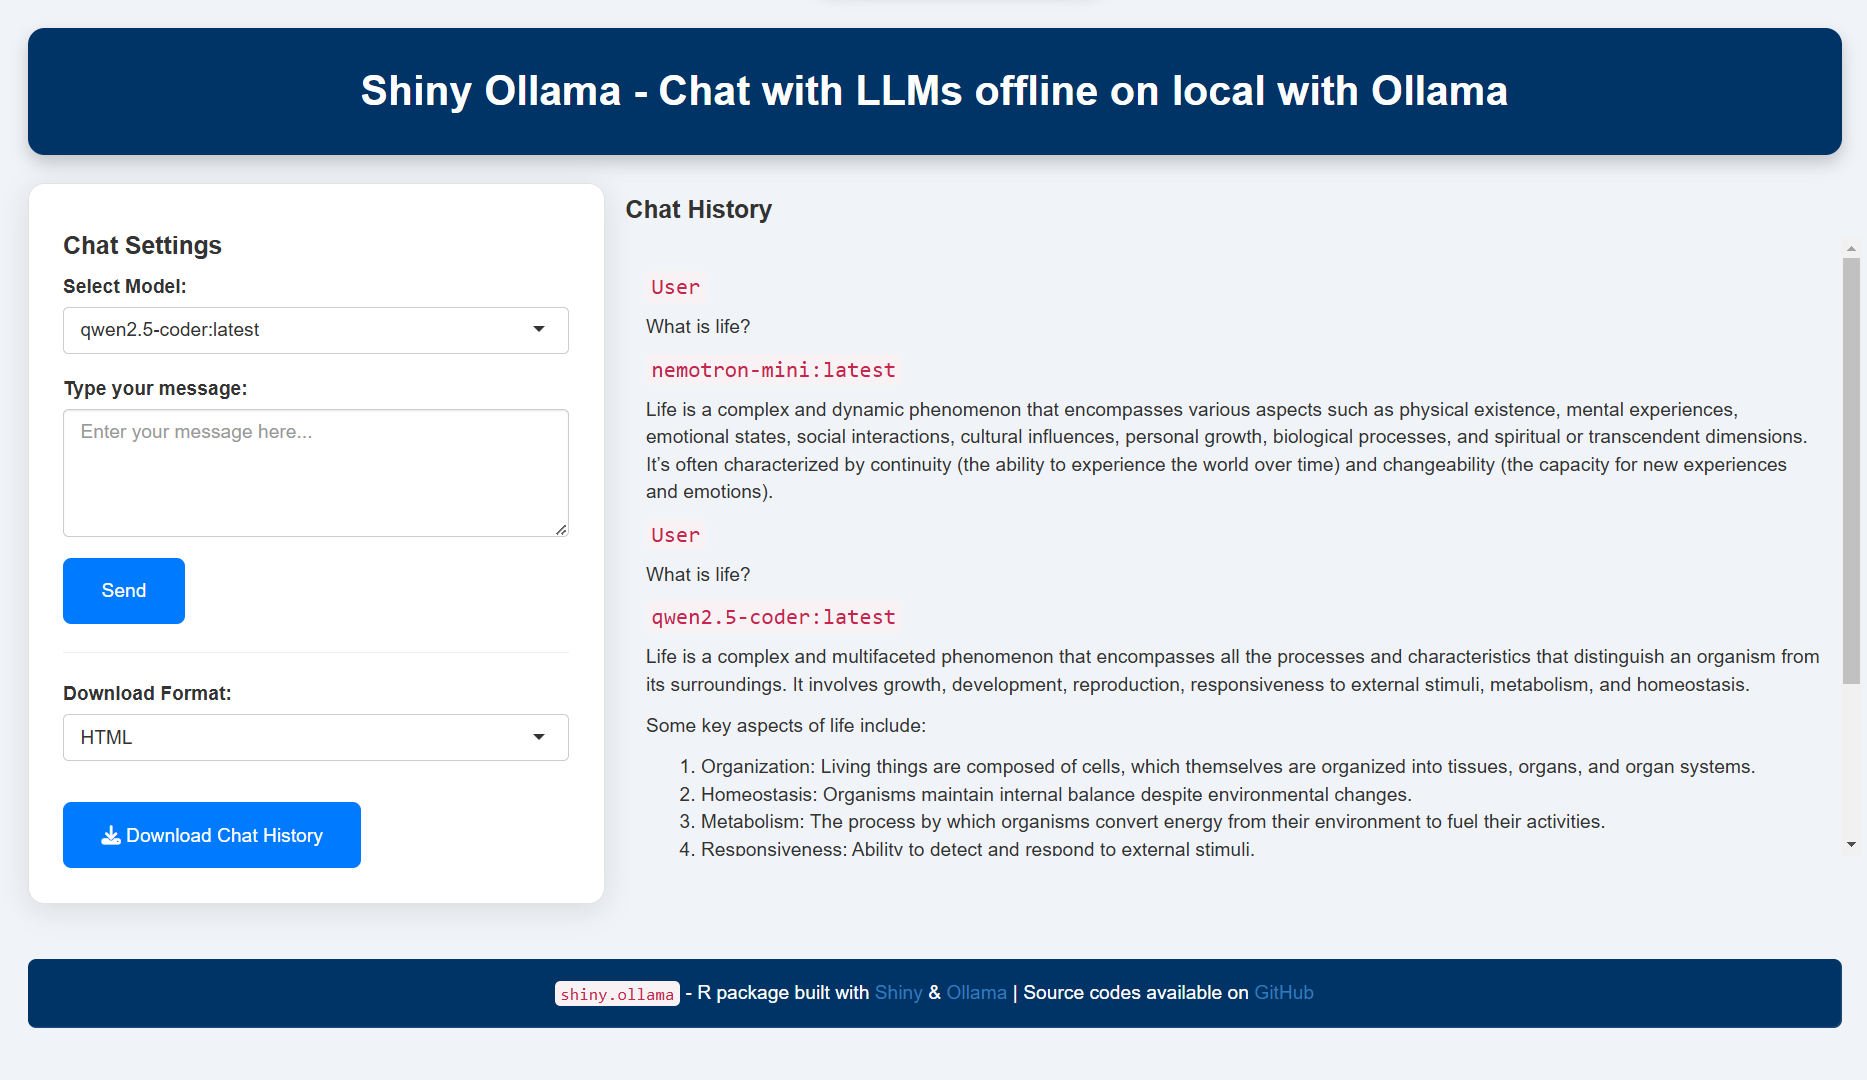 Shiny Ollama - Chat with LLMs offline on local with Ollama
Chat Settings
Select Model:
qwen2.5-coder:latest
Type your message:
Enter your message here...
Send
Download Format:
HTML
Download Chat History
Chat History
User
What is life?
nemotron-mini:latest
Life is a complex and dynamic phenomenon that encompasses various aspects such as physical existence, mental experiences,
emotional states, social interactions, cultural influences, personal growth, biological processes, and spiritual or transcendent dimensions.
It’s often characterized by continuity (the ability to experience the world over time) and changeability (the capacity for new experiences
and emotions).
User
What is life?
qwen2.5-coder:latest
Life is a complex and multifaceted phenomenon that encompasses all the processes and characteristics that distinguish an organism from
its surroundings. It involves growth, development, reproduction, responsiveness to external stimuli, metabolism, and homeostasis.
Some key aspects of life include:
1. Organization: Living things are composed of cells, which themselves are organized into tissues, organs, and organ systems.
2. Homeostasis: Organisms maintain internal balance despite environmental changes.
3. Metabolism: The process by which organisms convert energy from their environment to fuel their activities.
4. Responsiveness: Ability to detect and respond to external stimuli.
shiny.ollama - R package built with Shiny & Ollama | Source codes available on GitHub